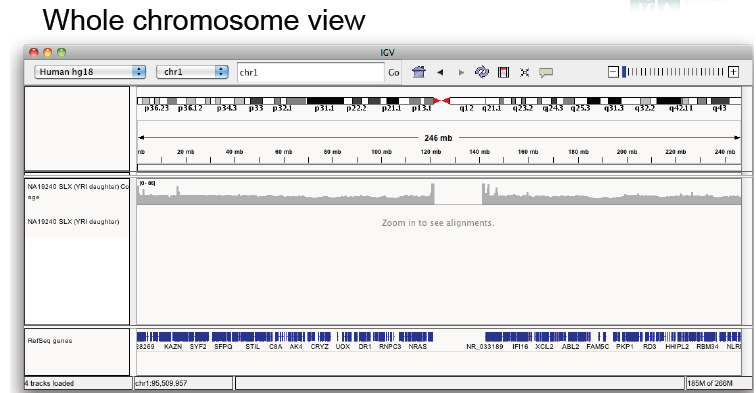 Whole chromosome view
IGV
Human hg18 chr1 chr1 Go
p36.23 p36.12 p34.3 p33 p32.1 p31.1 p22.2 p21.1 p13.1 q12 q21.1 q23.2 q24.3 q25.3 q31.3 q32.2 q42.11 q43
246 mb
mb 20 mb 40 mb 60 mb 80 mb 100 mb 120 mb 140 mb 160 mb 180 mb 200 mb 220 mb 240 mb
NA19240 SLX (YRI daughter) Co
age
NA19240 SLX (YRI daughter)
Zoom in to see alignments.
RefSeq genes
28269 KAZN SYF2 SFPQ STIL C8A AK4 CRYZ UOX DR1 RNPC3 NRAS NR_033189 IFI16 XCL2 ABL2 FAM5C PKP1 RD3 HHIPL2 RBM34 NLRI
4 tracks loaded chr1:95,509,957 185M of 266M